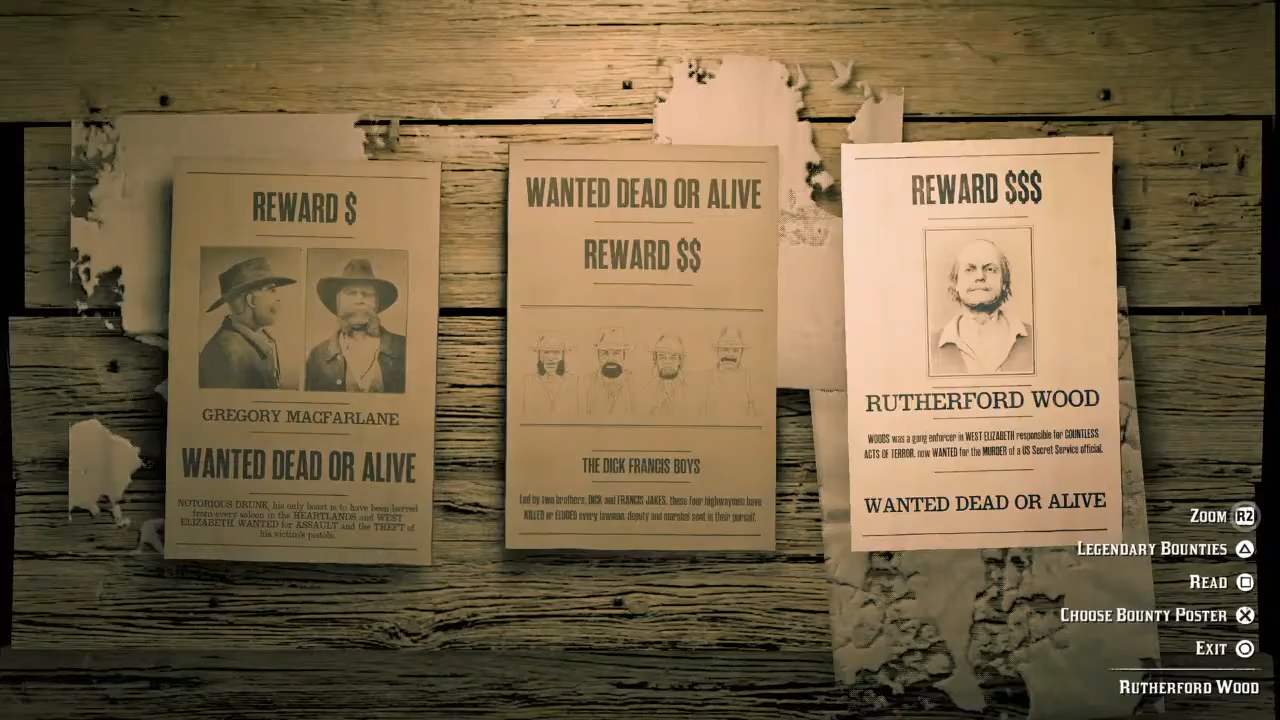 REWARD $
GREGORY MACFARLANE
WANTED DEAD OR ALIVE
NOTORIOUS DRUNK, his only boast is to have been barred
from every saloon in the HEARTLANDS and WEST
ELIZABETH. WANTED for ASSAULT and the THEFT of
his victim's pistols.
WANTED DEAD OR ALIVE
REWARD $$
THE DICK FRANCIS BOYS
Led by two brothers, DICK and FRANCIS JAKES, these four highwaymen have
KILLED or ELUDED every lawman, deputy and marshal sent in their pursuit.
REWARD $$$
RUTHERFORD WOOD
WOODS was a gang enforcer in WEST ELIZABETH responsible for COUNTLESS
ACTS OF TERROR, now WANTED for the MURDER of a US Secret Service official.
WANTED DEAD OR ALIVE
ZOOM R2
LEGENDARY BOUNTIES
READ
CHOOSE BOUNTY POSTER
EXIT
RUTHERFORD WOOD